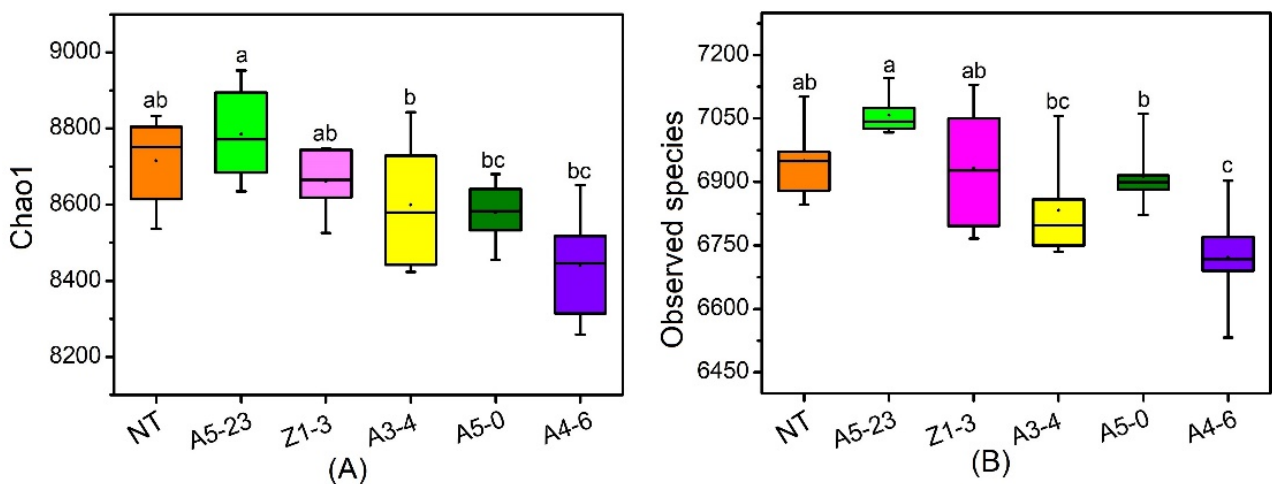 Chao1
9000
8800
8600
8400
8200
ab
a
ab
b
bc
bc
NT
A5-23
Z1-3
A3-4
A5-0
A4-6
(A)
Observed species
7200
7050
6900
6750
6600
6450
ab
a
ab
bc
b
c
NT
A5-23
Z1-3
A3-4
A5-0
A4-6
(B)